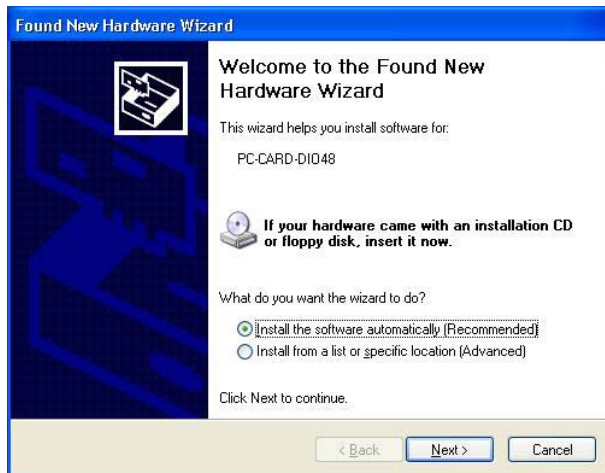 Found New Hardware Wizard
Welcome to the Found New
Hardware Wizard
This wizard helps you install software for:
PC-CARD-DIO48
If your hardware came with an installation CD
or floppy disk, insert it now.
What do you want the wizard to do?
Install the software automatically (Recommended)
Install from a list or specific location (Advanced)
Click Next to continue.
< Back Next > Cancel